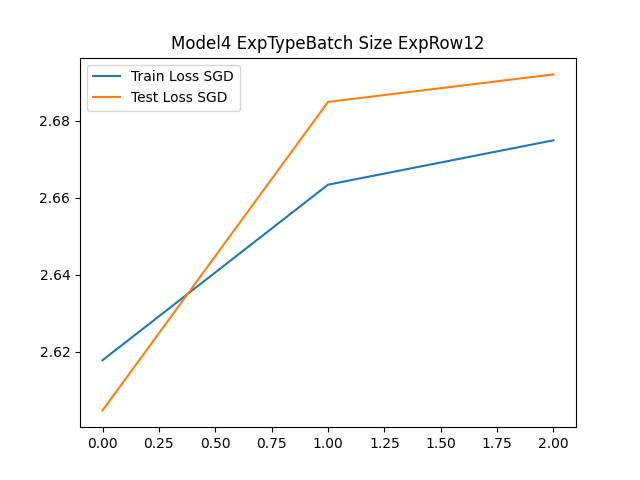 Model4 ExpTypeBatch Size ExpRow12
Train Loss SGD
Test Loss SGD
2.68
2.66
2.64
2.62
0.00 0.25 0.50 0.75 1.00 1.25 1.50 1.75 2.00